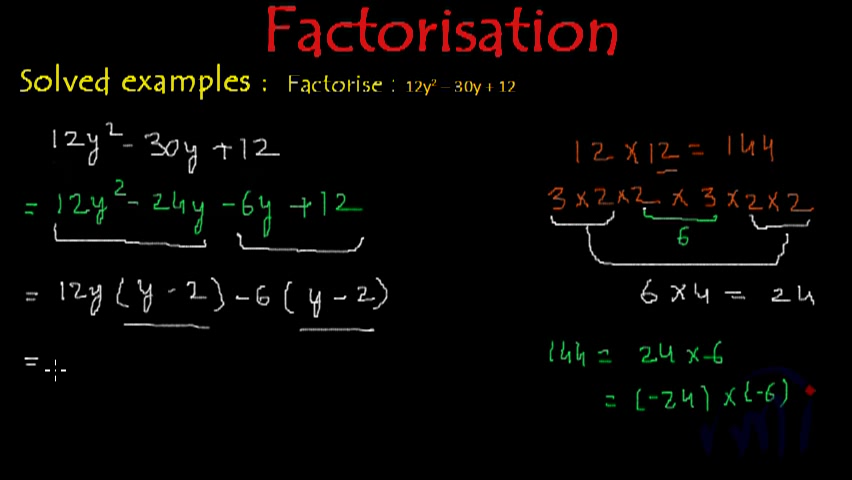 Factorisation
Solved examples : Factorise : 12y² – 30y + 12
12y² - 30y + 12
= 12y² - 24y - 6y + 12
= 12y (y - 2) - 6 (y - 2)
=
12 × 12 = 144
3 × 2 × 2 × 3 × 2 × 2
6
6 × 4 = 24
144 = 24 × 6
= (-24) × (-6)